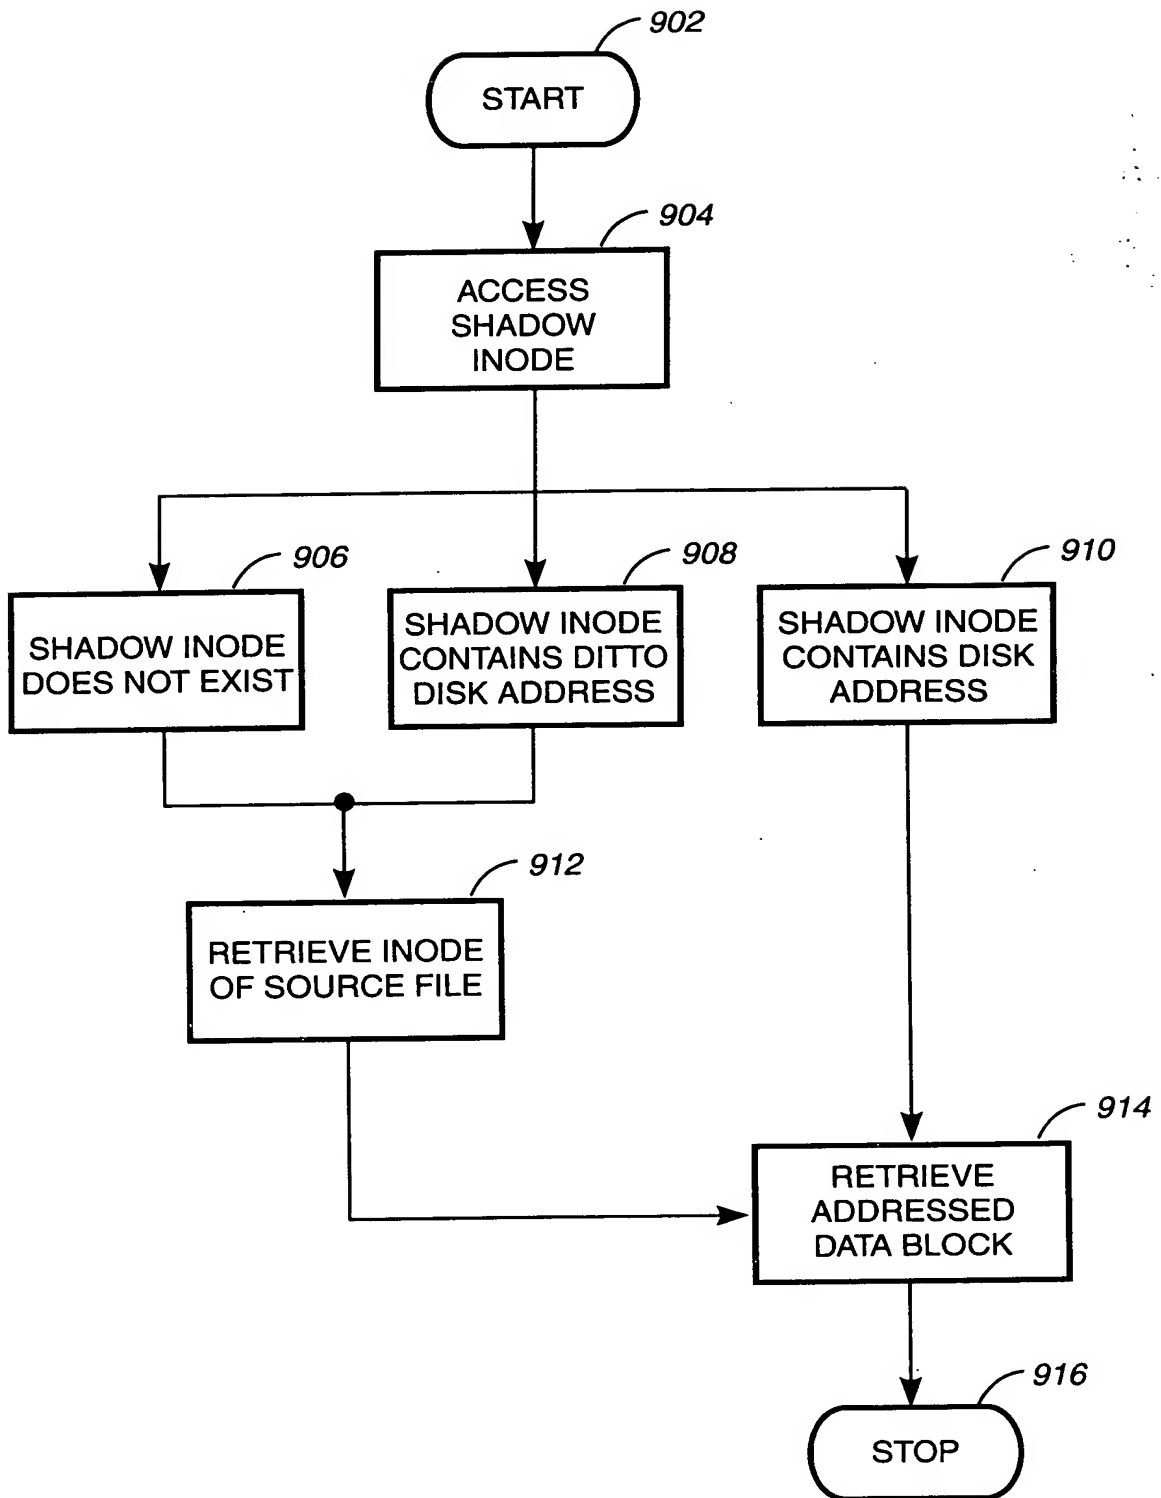 902
START
904
ACCESS
SHADOW
INODE
906
SHADOW INODE
DOES NOT EXIST
908
SHADOW INODE
CONTAINS DITTO
DISK ADDRESS
910
SHADOW INODE
CONTAINS DISK
ADDRESS
912
RETRIEVE INODE
OF SOURCE FILE
914
RETRIEVE
ADDRESSED
DATA BLOCK
916
STOP